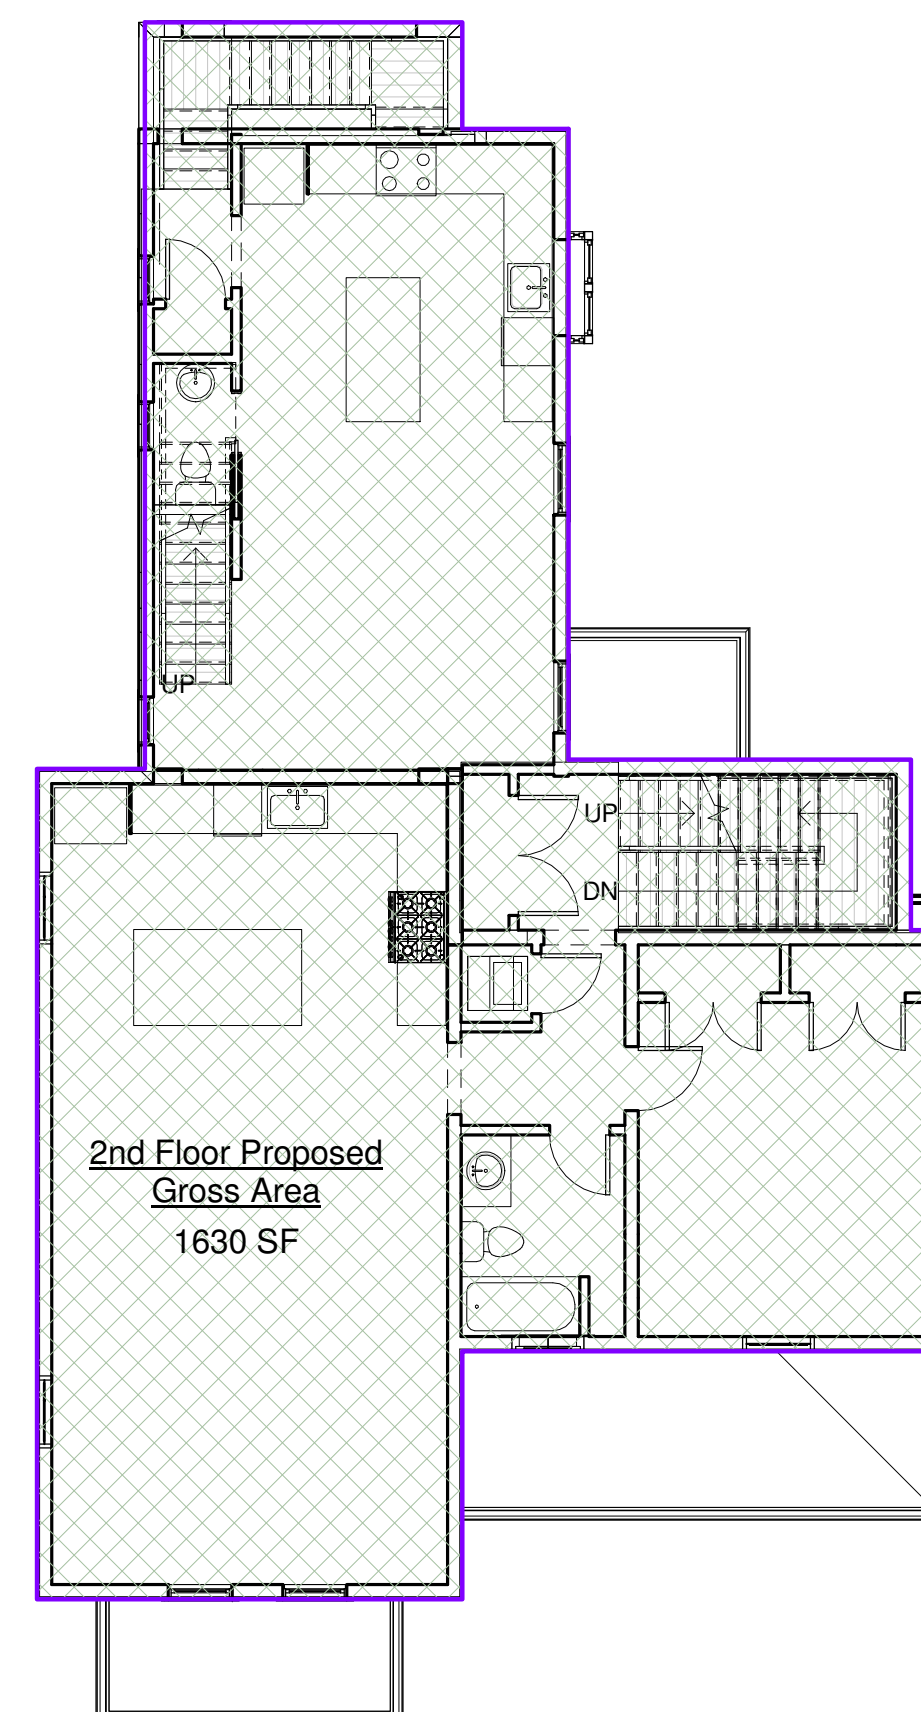 UP
UP
DN
2nd Floor Proposed
Gross Area
1630 SF